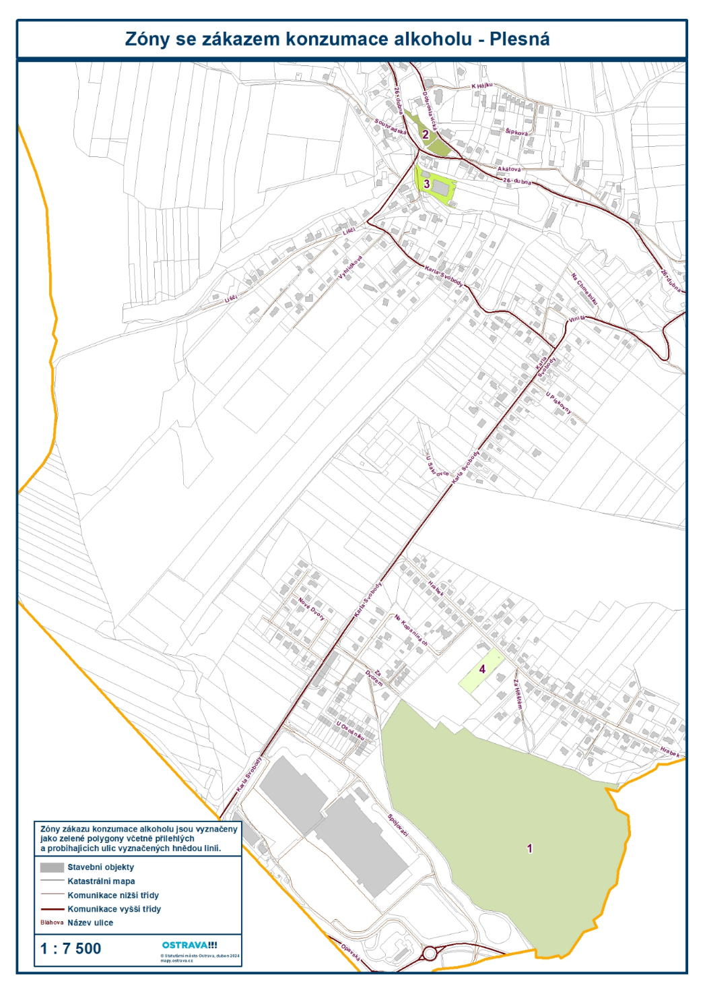 Zóny se zákazem konzumace alkoholu - Plesná
26. dubna
Dobroslavická
K Hájku
Souhradská
2
Šípková
Akátová
26. dubna
3
Liščí
Vyhlídková
Karla Svobody
Na Chmelníku
26. dubna
Liščí
Vlnitá
Karla
Svobody
U Pískovny
U Sakrovce
Karla Svobody
Hrabek
Karla Svobody
Nové Dvory
Na Kopaninách
4
Za
Dvorem
Za Hřištěm
U Ososníku
Hrabek
Karla Svobody
Spojovací
1
Zóny zákazu konzumace alkoholu jsou vyznačeny
jako zelené polygony včetně přilehlých
a probíhajících ulic vyznačených hnědou linií.
Stavební objekty
Katastrální mapa
Komunikace nižší třídy
Komunikace vyšší třídy
Bláhova Název ulice
1 : 7 500
OSTRAVA!!!
© Statutární město Ostrava, duben 2024
mapy.ostrava.cz
Opavská